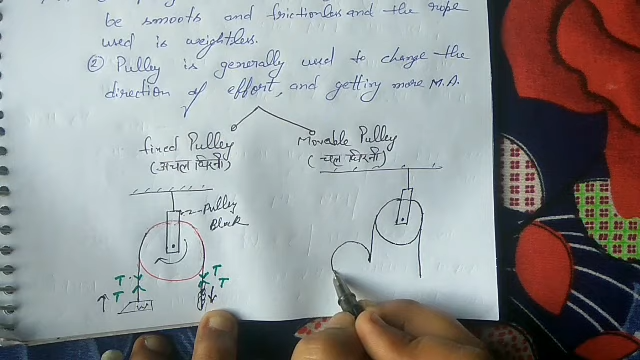 be smooth and frictionless and the rope
used is weightless.
② Pulley is generally used to change the
direction of effort, and getting more M.A.
fixed Pulley
(अचल घिरनी)
Movable Pulley
(चल घिरनी)
Pulley
Block
T T
T T
W